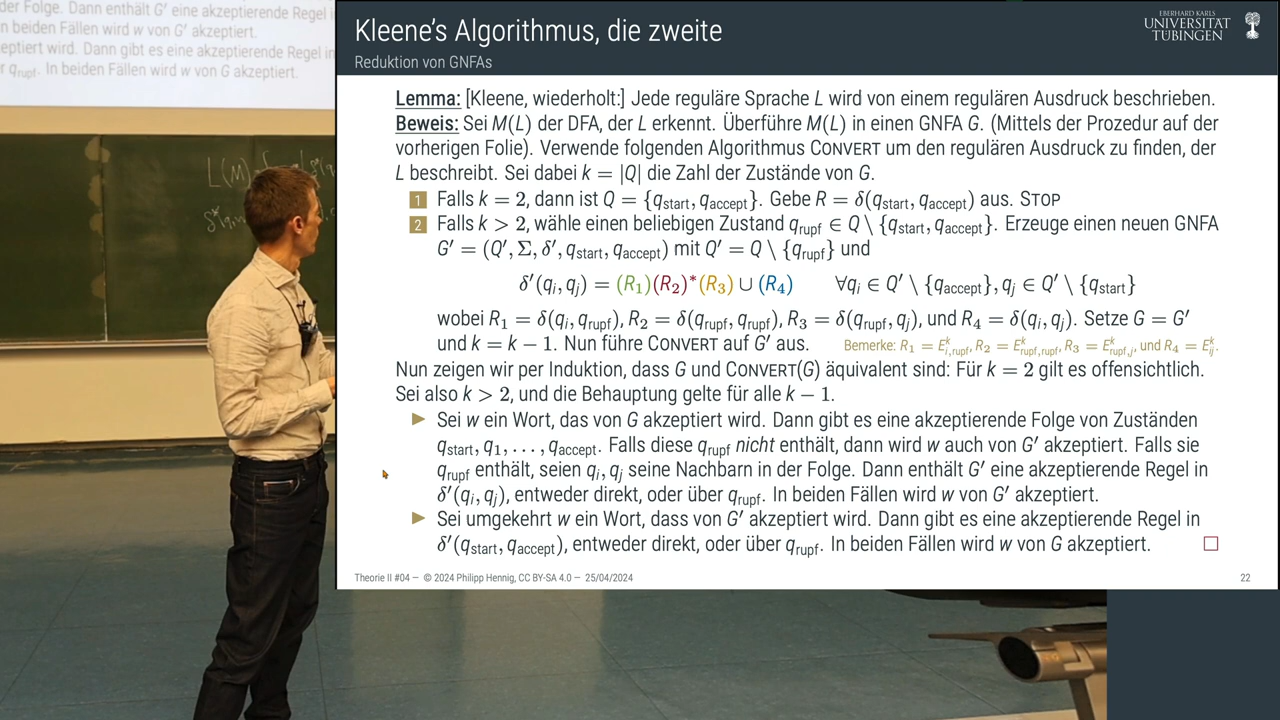 der Folge. Dann enthält G′ eine akzeptierende Regel i
n beiden Fällen wird w von G′ akzeptiert.
eptiert wird. Dann gibt es eine akzeptierende Regel in
r q_rupf. In beiden Fällen wird w von G akzeptiert.
L(M)
Kleene's Algorithmus, die zweite
Reduktion von GNFAs
EBERHARD KARLS
UNIVERSITÄT
TÜBINGEN
Lemma: [Kleene, wiederholt:] Jede reguläre Sprache L wird von einem regulären Ausdruck beschrieben.
Beweis: Sei M(L) der DFA, der L erkennt. Überführe M(L) in einen GNFA G. (Mittels der Prozedur auf der
vorherigen Folie). Verwende folgenden Algorithmus CONVERT um den regulären Ausdruck zu finden, der
L beschreibt. Sei dabei k = |Q| die Zahl der Zustände von G.
1 Falls k = 2, dann ist Q = {q_start, q_accept}. Gebe R = δ(q_start, q_accept) aus. STOP
2 Falls k > 2, wähle einen beliebigen Zustand q_rupf ∈ Q \ {q_start, q_accept}. Erzeuge einen neuen GNFA
G′ = (Q′, Σ, δ′, q_start, q_accept) mit Q′ = Q \ {q_rupf} und
δ′(q_i, q_j) = (R_1)(R_2)*(R_3) ∪ (R_4) ∀q_i ∈ Q′ \ {q_accept}, q_j ∈ Q′ \ {q_start}
wobei R_1 = δ(q_i, q_rupf), R_2 = δ(q_rupf, q_rupf), R_3 = δ(q_rupf, q_j), und R_4 = δ(q_i, q_j). Setze G = G′
und k = k − 1. Nun führe CONVERT auf G′ aus. Bemerke: R_1 = E^k_{i,rupf}, R_2 = E^k_{rupf,rupf}, R_3 = E^k_{rupf,j}, und R_4 = E^k_{ij}.
Nun zeigen wir per Induktion, dass G und CONVERT(G) äquivalent sind: Für k = 2 gilt es offensichtlich.
Sei also k > 2, und die Behauptung gelte für alle k − 1.
▶ Sei w ein Wort, das von G akzeptiert wird. Dann gibt es eine akzeptierende Folge von Zuständen
q_start, q_1, . . . , q_accept. Falls diese q_rupf nicht enthält, dann wird w auch von G′ akzeptiert. Falls sie
q_rupf enthält, seien q_i, q_j seine Nachbarn in der Folge. Dann enthält G′ eine akzeptierende Regel in
δ′(q_i, q_j), entweder direkt, oder über q_rupf. In beiden Fällen wird w von G′ akzeptiert.
▶ Sei umgekehrt w ein Wort, dass von G′ akzeptiert wird. Dann gibt es eine akzeptierende Regel in
δ′(q_start, q_accept), entweder direkt, oder über q_rupf. In beiden Fällen wird w von G akzeptiert. □
Theorie II #04 — © 2024 Philipp Hennig, CC BY-SA 4.0 — 25/04/2024
22